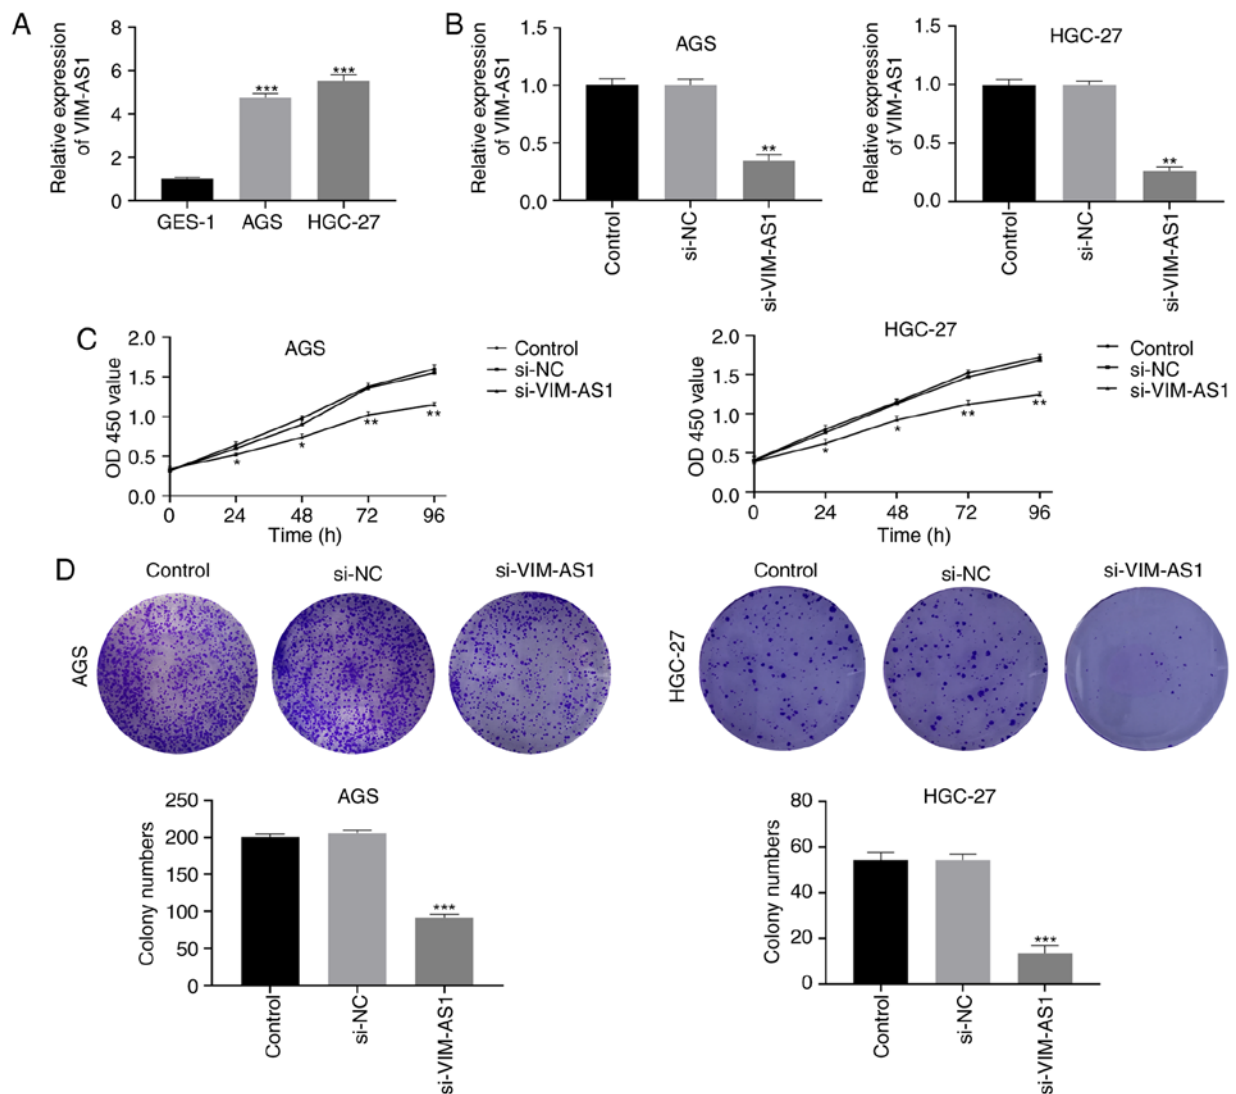 A
Relative expression
of VIM-AS1
8
6
4
2
0
***
***
GES-1
AGS
HGC-27
B
AGS
Relative expression
of VIM-AS1
1.5
1.0
0.5
0.0
**
Control
si-NC
si-VIM-AS1
HGC-27
Relative expression
of VIM-AS1
1.5
1.0
0.5
0.0
**
Control
si-NC
si-VIM-AS1
C
AGS
OD 450 value
2.0
1.5
1.0
0.5
0.0
*
*
**
**
0
24
48
72
96
Time (h)
Control
si-NC
si-VIM-AS1
HGC-27
OD 450 value
2.0
1.5
1.0
0.5
0.0
*
*
**
**
0
24
48
72
96
Time (h)
Control
si-NC
si-VIM-AS1
D
Control
si-NC
si-VIM-AS1
AGS
Control
si-NC
si-VIM-AS1
HGC-27
AGS
Colony numbers
250
200
150
100
50
0
***
Control
si-NC
si-VIM-AS1
HGC-27
Colony numbers
80
60
40
20
0
***
Control
si-NC
si-VIM-AS1